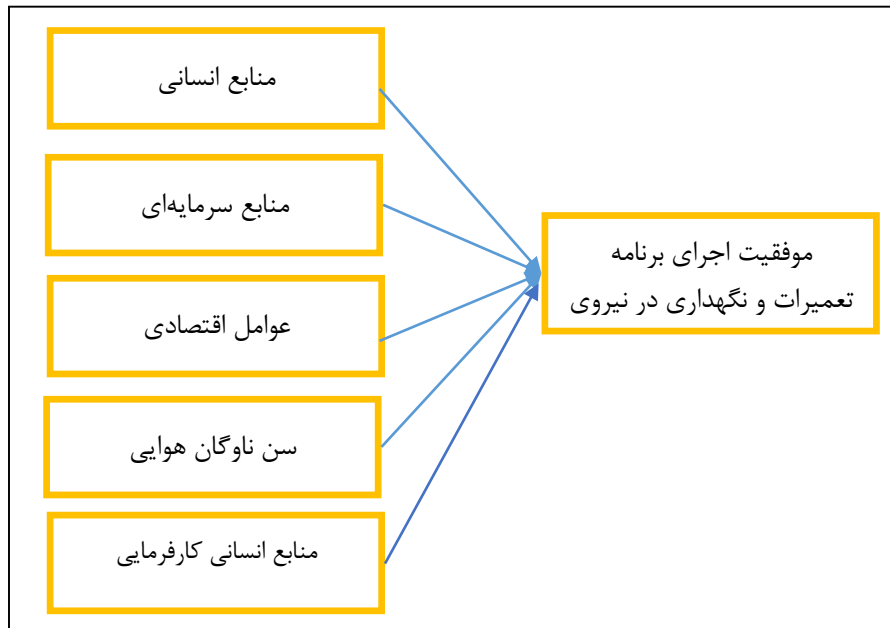 منابع انسانی
منابع سرمایه‌ای
عوامل اقتصادی
سن ناوگان هوایی
منابع انسانی کارفرمایی
موفقیت اجرای برنامه
تعمیرات و نگهداری در نیروی